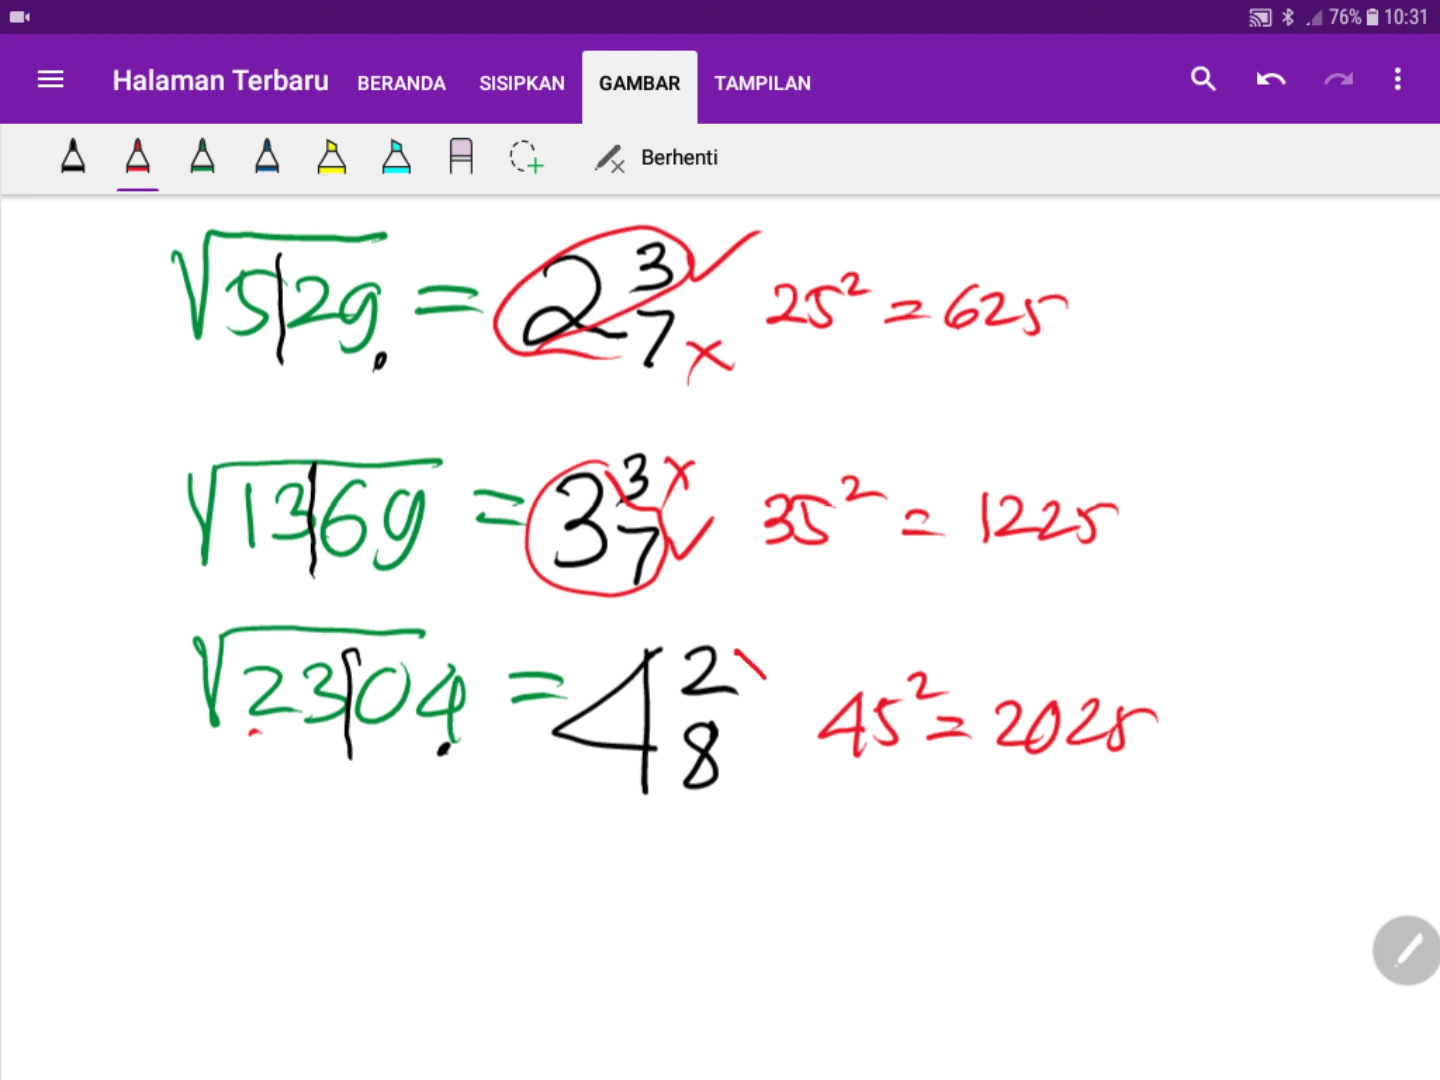 76% 10:31
Halaman Terbaru BERANDA SISIPKAN GAMBAR TAMPILAN
Berhenti
√5|29 = 2 3 ✓ 7 x 25² = 625
√13|69 = 3 3 x 7 ✓ 35² = 1225
√23|04 = 4 2 8 45² = 2025